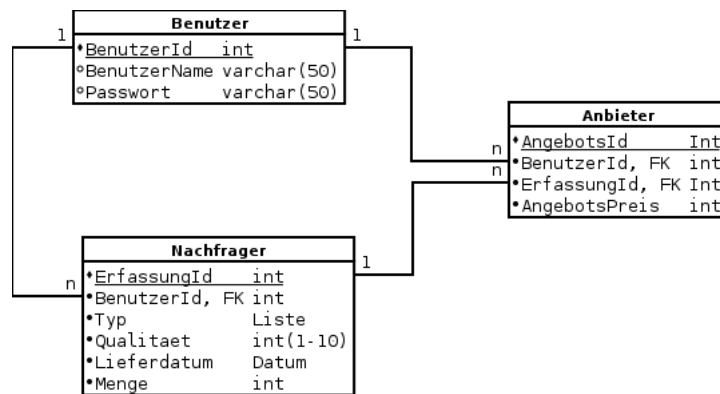 Benutzer
1
1
BenutzerId int
BenutzerName varchar(50)
Passwort varchar(50)
Anbieter
AngebotsId Int
n
BenutzerId, FK int
n
ErfassungId, FK Int
AngebotsPreis int
Nachfrager
1
ErfassungId int
n
BenutzerId, FK int
Typ Liste
Qualitaet int(1-10)
Lieferdatum Datum
Menge int